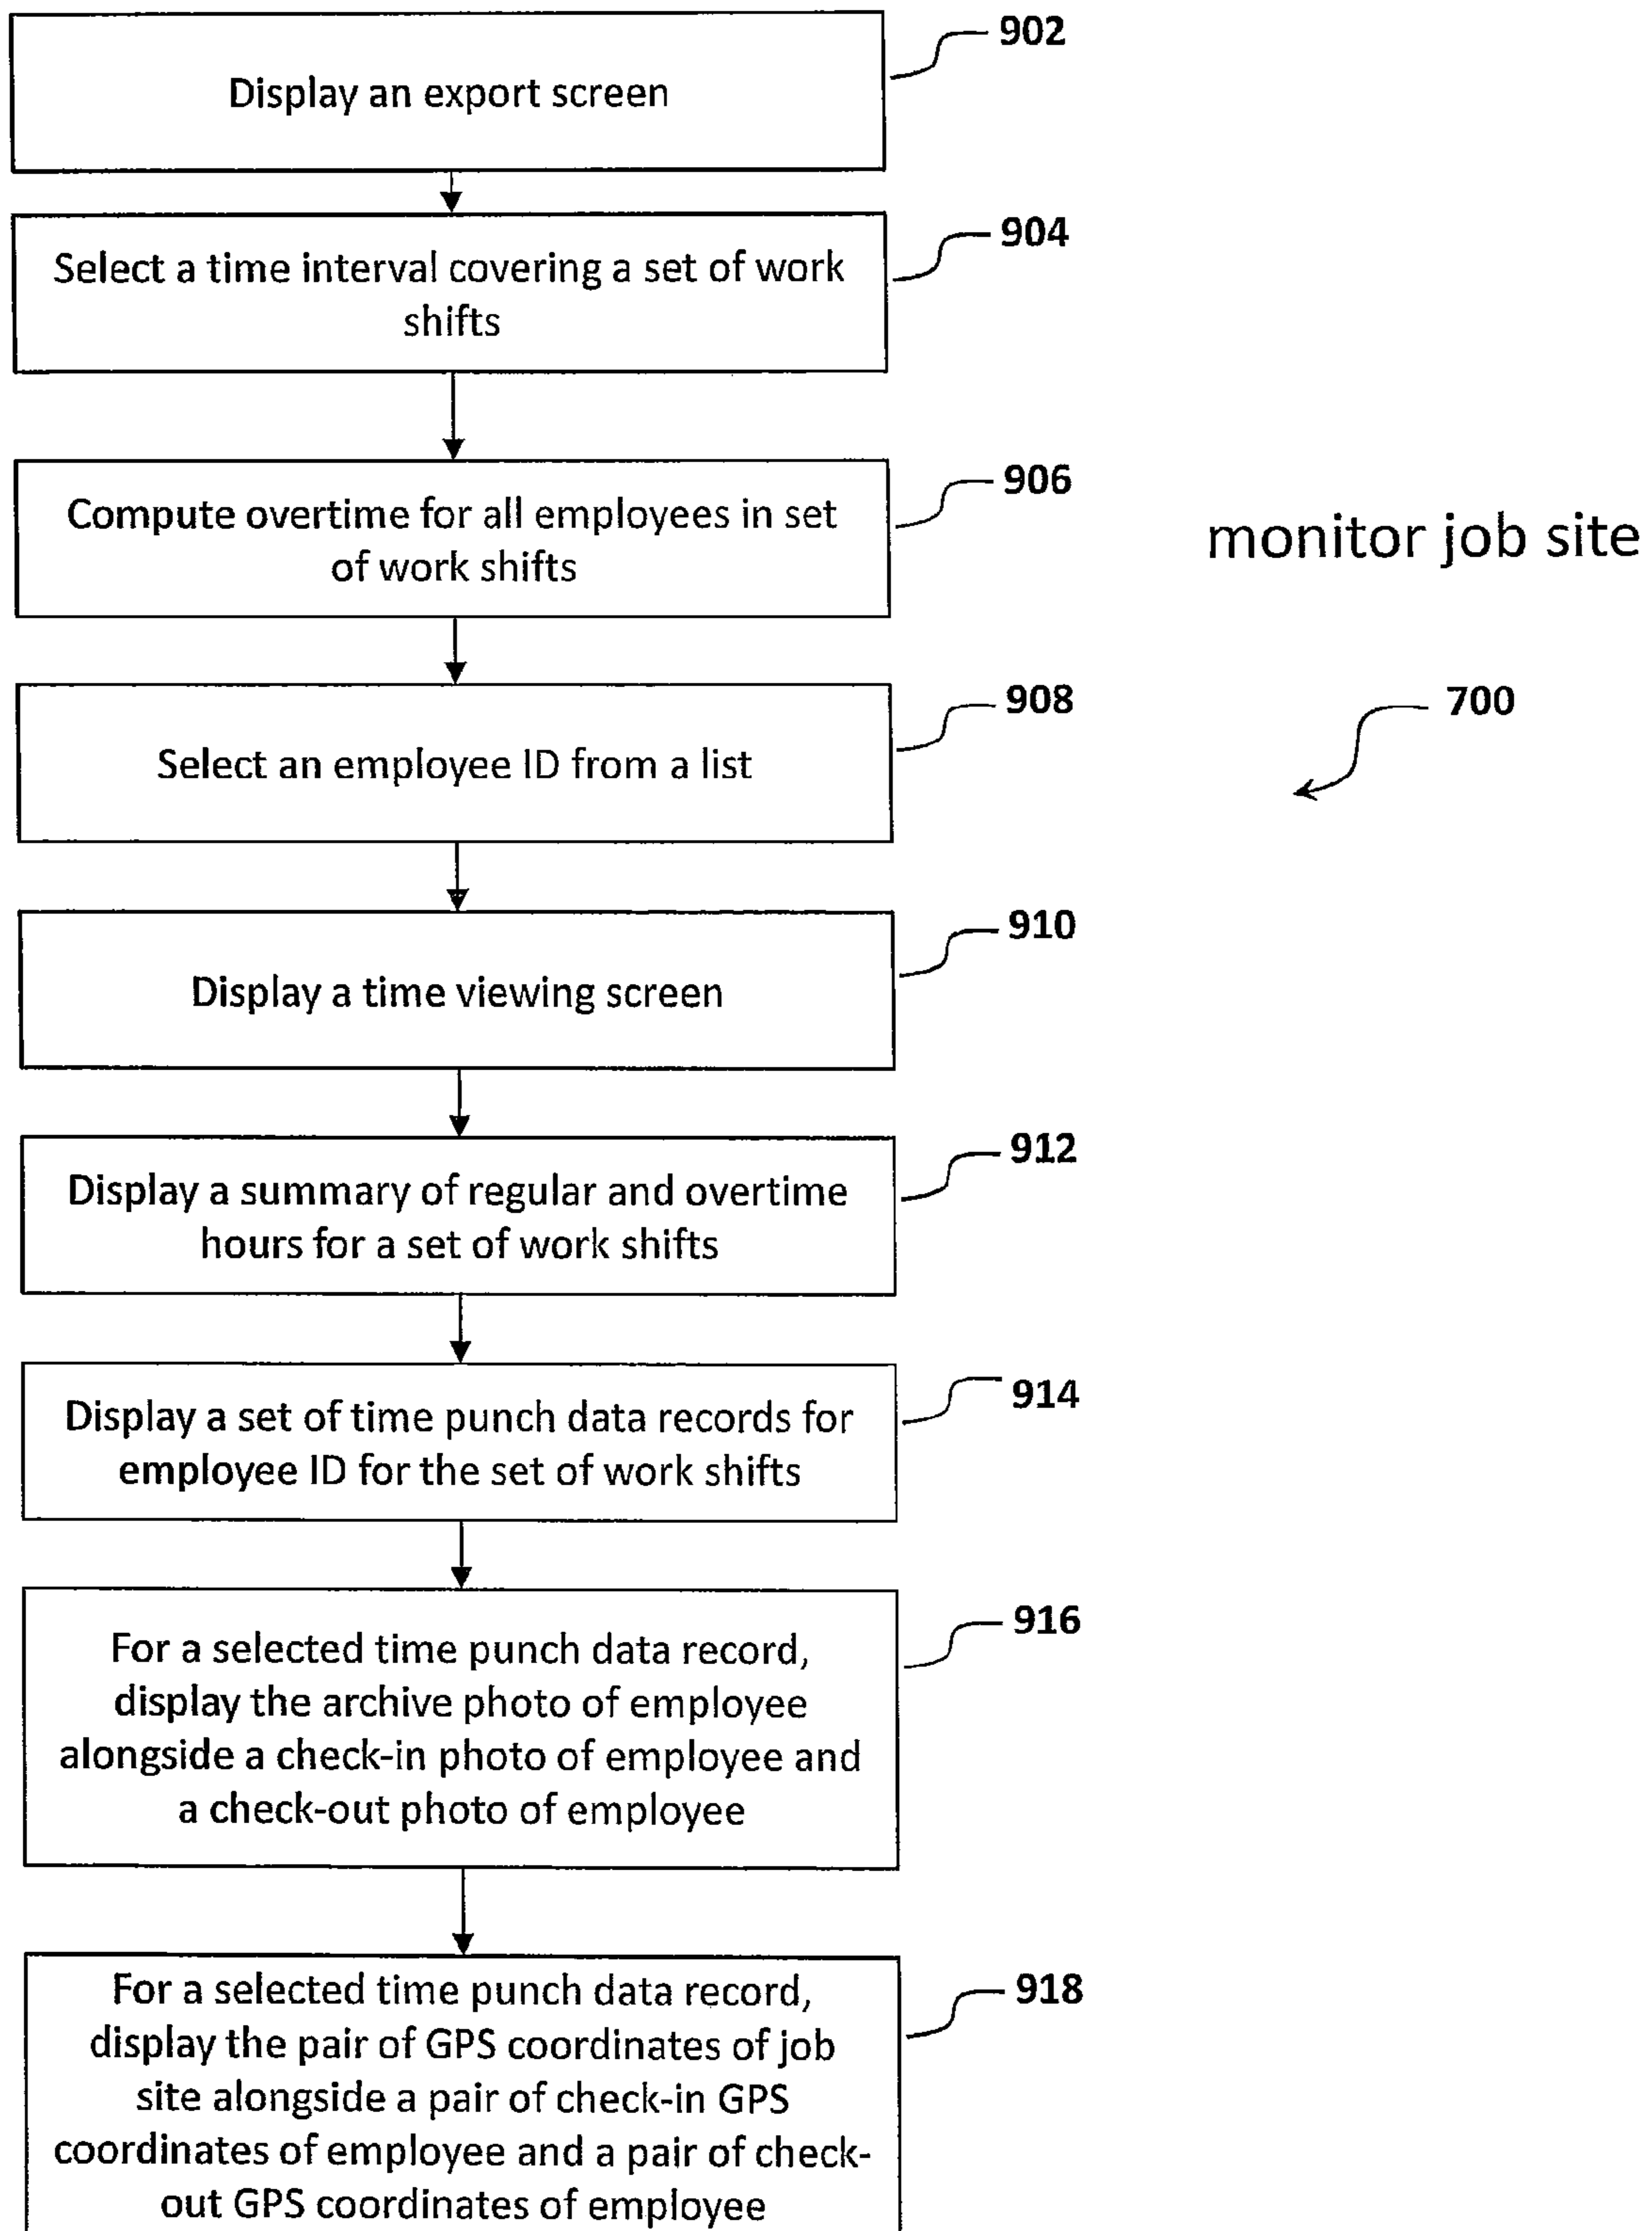 902
Display an export screen
904
Select a time interval covering a set of work
shifts
906
Compute overtime for all employees in set
of work shifts
monitor job site
908
Select an employee ID from a list
700
910
Display a time viewing screen
912
Display a summary of regular and overtime
hours for a set of work shifts
914
Display a set of time punch data records for
employee ID for the set of work shifts
916
For a selected time punch data record,
display the archive photo of employee
alongside a check-in photo of employee and
a check-out photo of employee
918
For a selected time punch data record,
display the pair of GPS coordinates of job
site alongside a pair of check-in GPS
coordinates of employee and a pair of check-
out GPS coordinates of employee